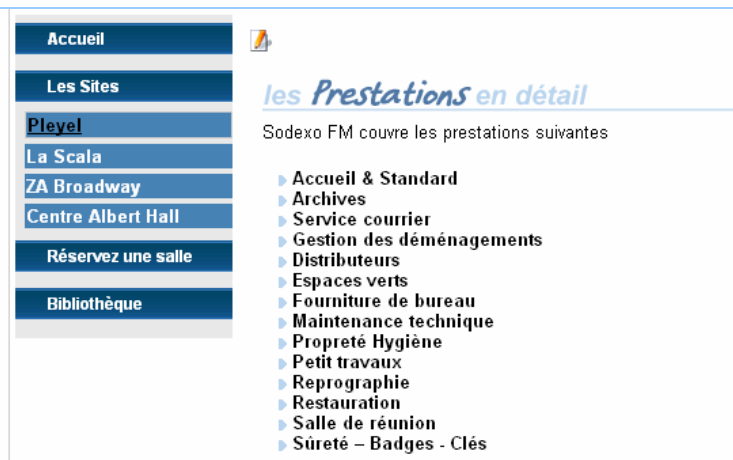 Accueil
Les Sites
Pleyel
La Scala
ZA Broadway
Centre Albert Hall
Réservez une salle
Bibliothèque
les Prestations en détail
Sodexo FM couvre les prestations suivantes
Accueil & Standard
Archives
Service courrier
Gestion des déménagements
Distributeurs
Espaces verts
Fourniture de bureau
Maintenance technique
Propreté Hygiène
Petit travaux
Reprographie
Restauration
Salle de réunion
Sûreté – Badges - Clés